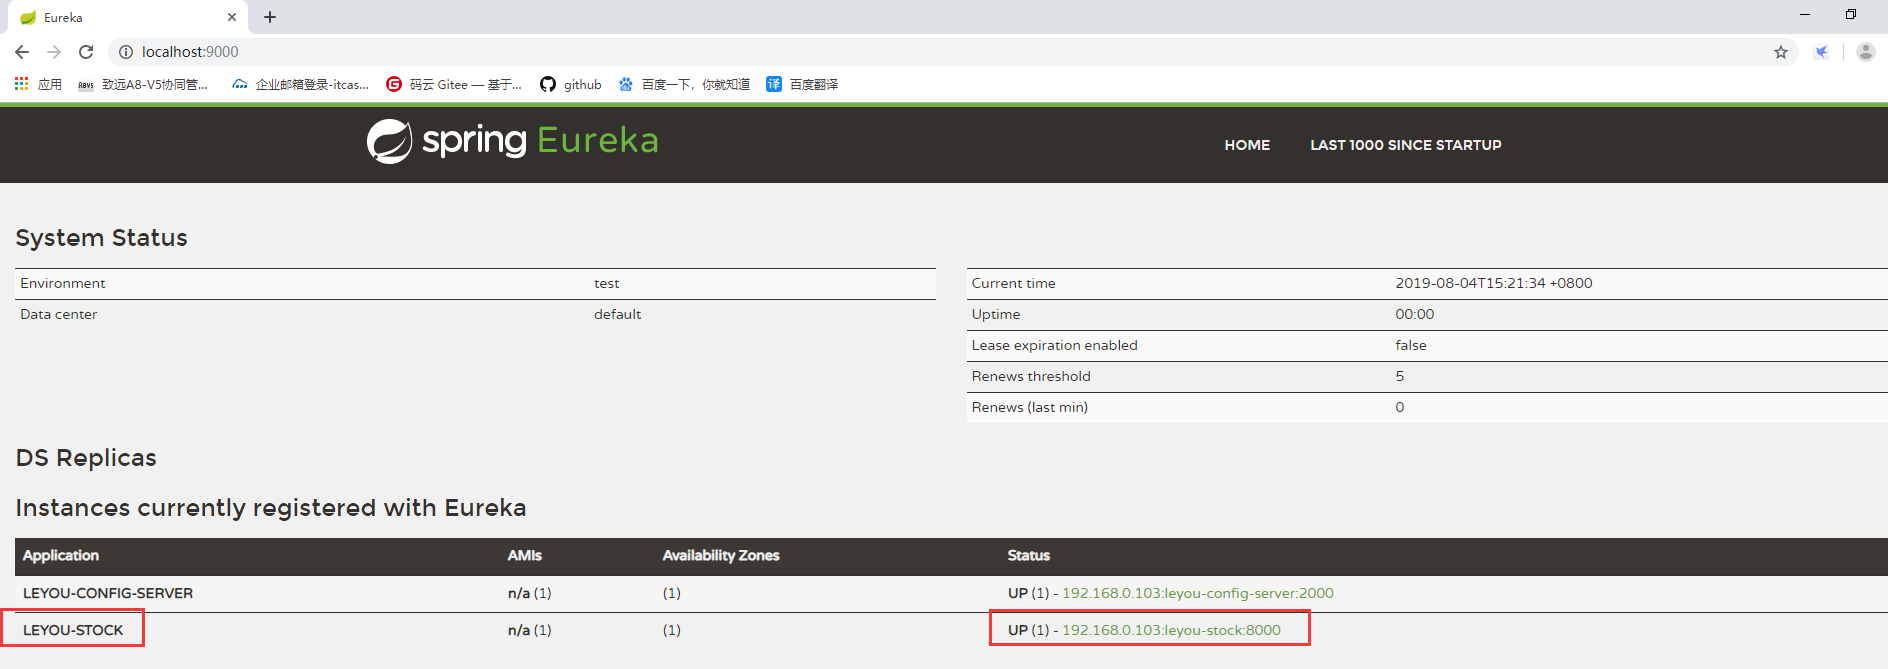 Eureka
localhost:9000
应用 致远A8-V5协同管... 企业邮箱登录-itcas... 码云 Gitee — 基于... github 百度一下，你就知道 译 百度翻译
spring Eureka HOME LAST 1000 SINCE STARTUP
System Status
Environment test
Data center default
Current time 2019-08-04T15:21:34 +0800
Uptime 00:00
Lease expiration enabled false
Renews threshold 5
Renews (last min) 0
DS Replicas
Instances currently registered with Eureka
Application AMIs Availability Zones Status
LEYOU-CONFIG-SERVER n/a (1) (1) UP (1) - 192.168.0.103:leyou-config-server:2000
LEYOU-STOCK n/a (1) (1) UP (1) - 192.168.0.103:leyou-stock:8000